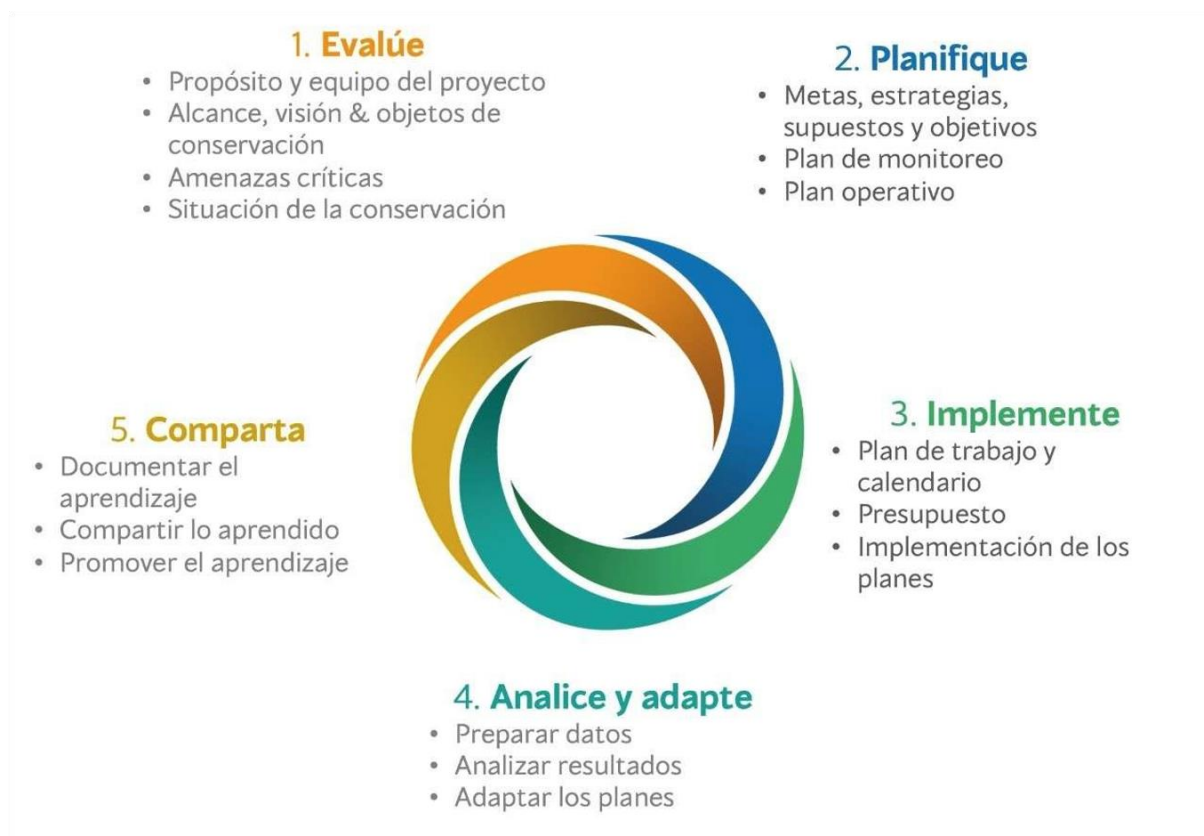 1. Evalúe
• Propósito y equipo del proyecto
• Alcance, visión & objetos de
conservación
• Amenazas críticas
• Situación de la conservación
2. Planifique
• Metas, estrategias,
supuestos y objetivos
• Plan de monitoreo
• Plan operativo
3. Implemente
• Plan de trabajo y
calendario
• Presupuesto
• Implementación de los
planes
4. Analice y adapte
• Preparar datos
• Analizar resultados
• Adaptar los planes
5. Comparta
• Documentar el
aprendizaje
• Compartir lo aprendido
• Promover el aprendizaje